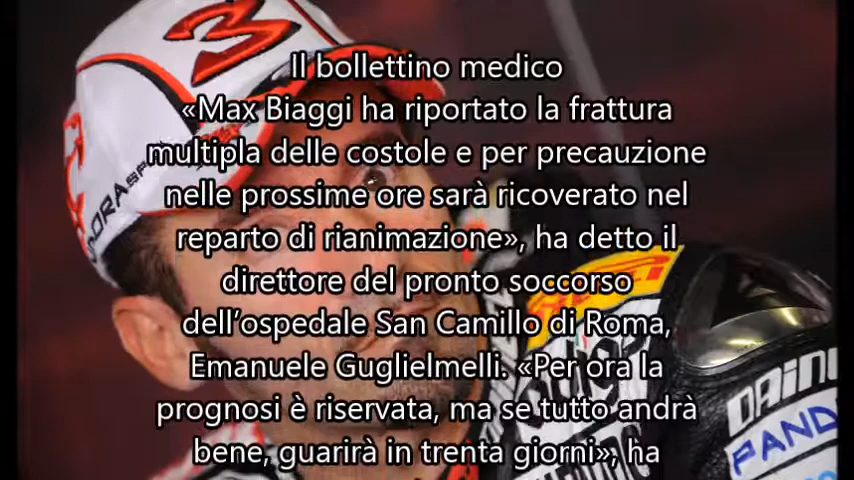 3
Il bollettino medico
«Max Biaggi ha riportato la frattura
multipla delle costole e per precauzione
nelle prossime ore sarà ricoverato nel
reparto di rianimazione», ha detto il
direttore del pronto soccorso
dell’ospedale San Camillo di Roma,
Emanuele Guglielmelli. «Per ora la
prognosi è riservata, ma se tutto andrà
bene, guarirà in trenta giorni», ha